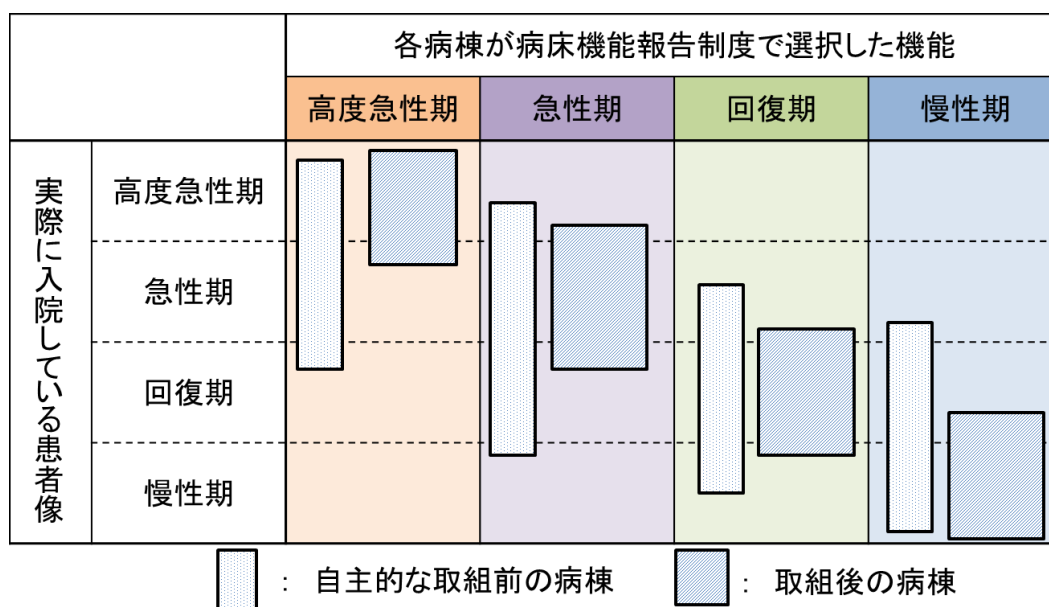 各病棟が病床機能報告制度で選択した機能
高度急性期 急性期 回復期 慢性期
実際に入院している患者像
高度急性期
急性期
回復期
慢性期
: 自主的な取組前の病棟 : 取組後の病棟